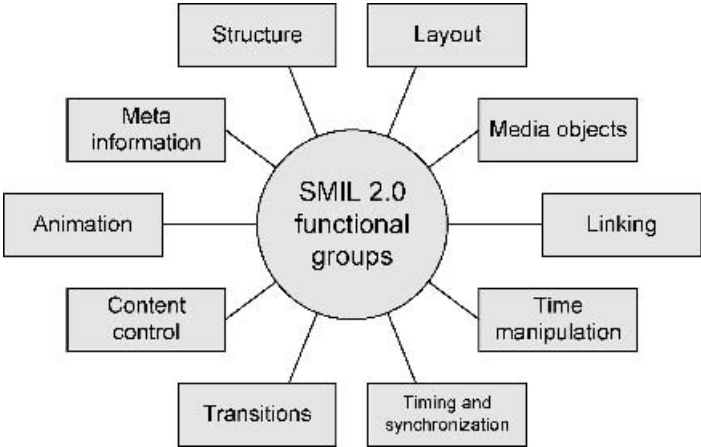 Structure
Layout
Meta
information
Media objects
SMIL 2.0
functional
groups
Animation
Linking
Content
control
Time
manipulation
Transitions
Timing and
synchronization